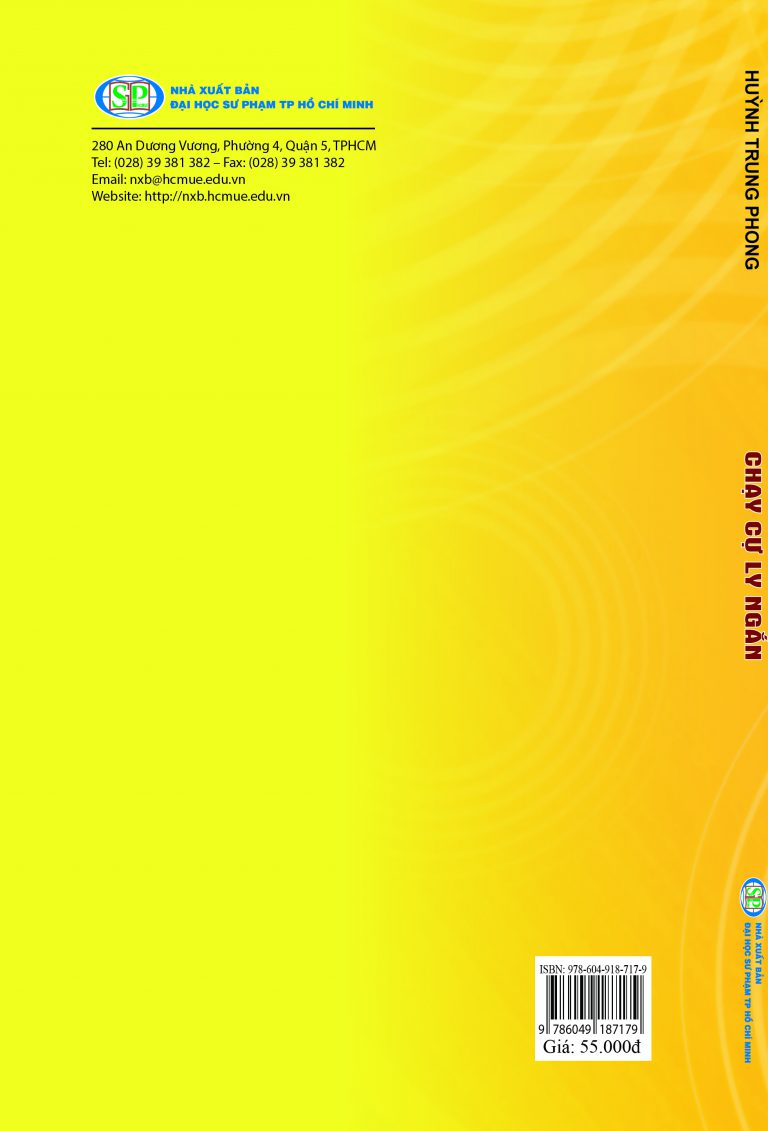 SP
NHÀ XUẤT BẢN
ĐẠI HỌC SƯ PHẠM TP HỒ CHÍ MINH
280 An Dương Vương, Phường 4, Quận 5, TPHCM
Tel: (028) 39 381 382 – Fax: (028) 39 381 382
Email: nxb@hcmue.edu.vn
Website: http://nxb.hcmue.edu.vn
HUỲNH TRUNG PHONG
CHẠY CỰ LY NGẮN
SP
NHÀ XUẤT BẢN
ĐẠI HỌC SƯ PHẠM TP HỒ CHÍ MINH
ISBN: 978-604-918-717-9
9 786049 187179
Giá: 55.000đ